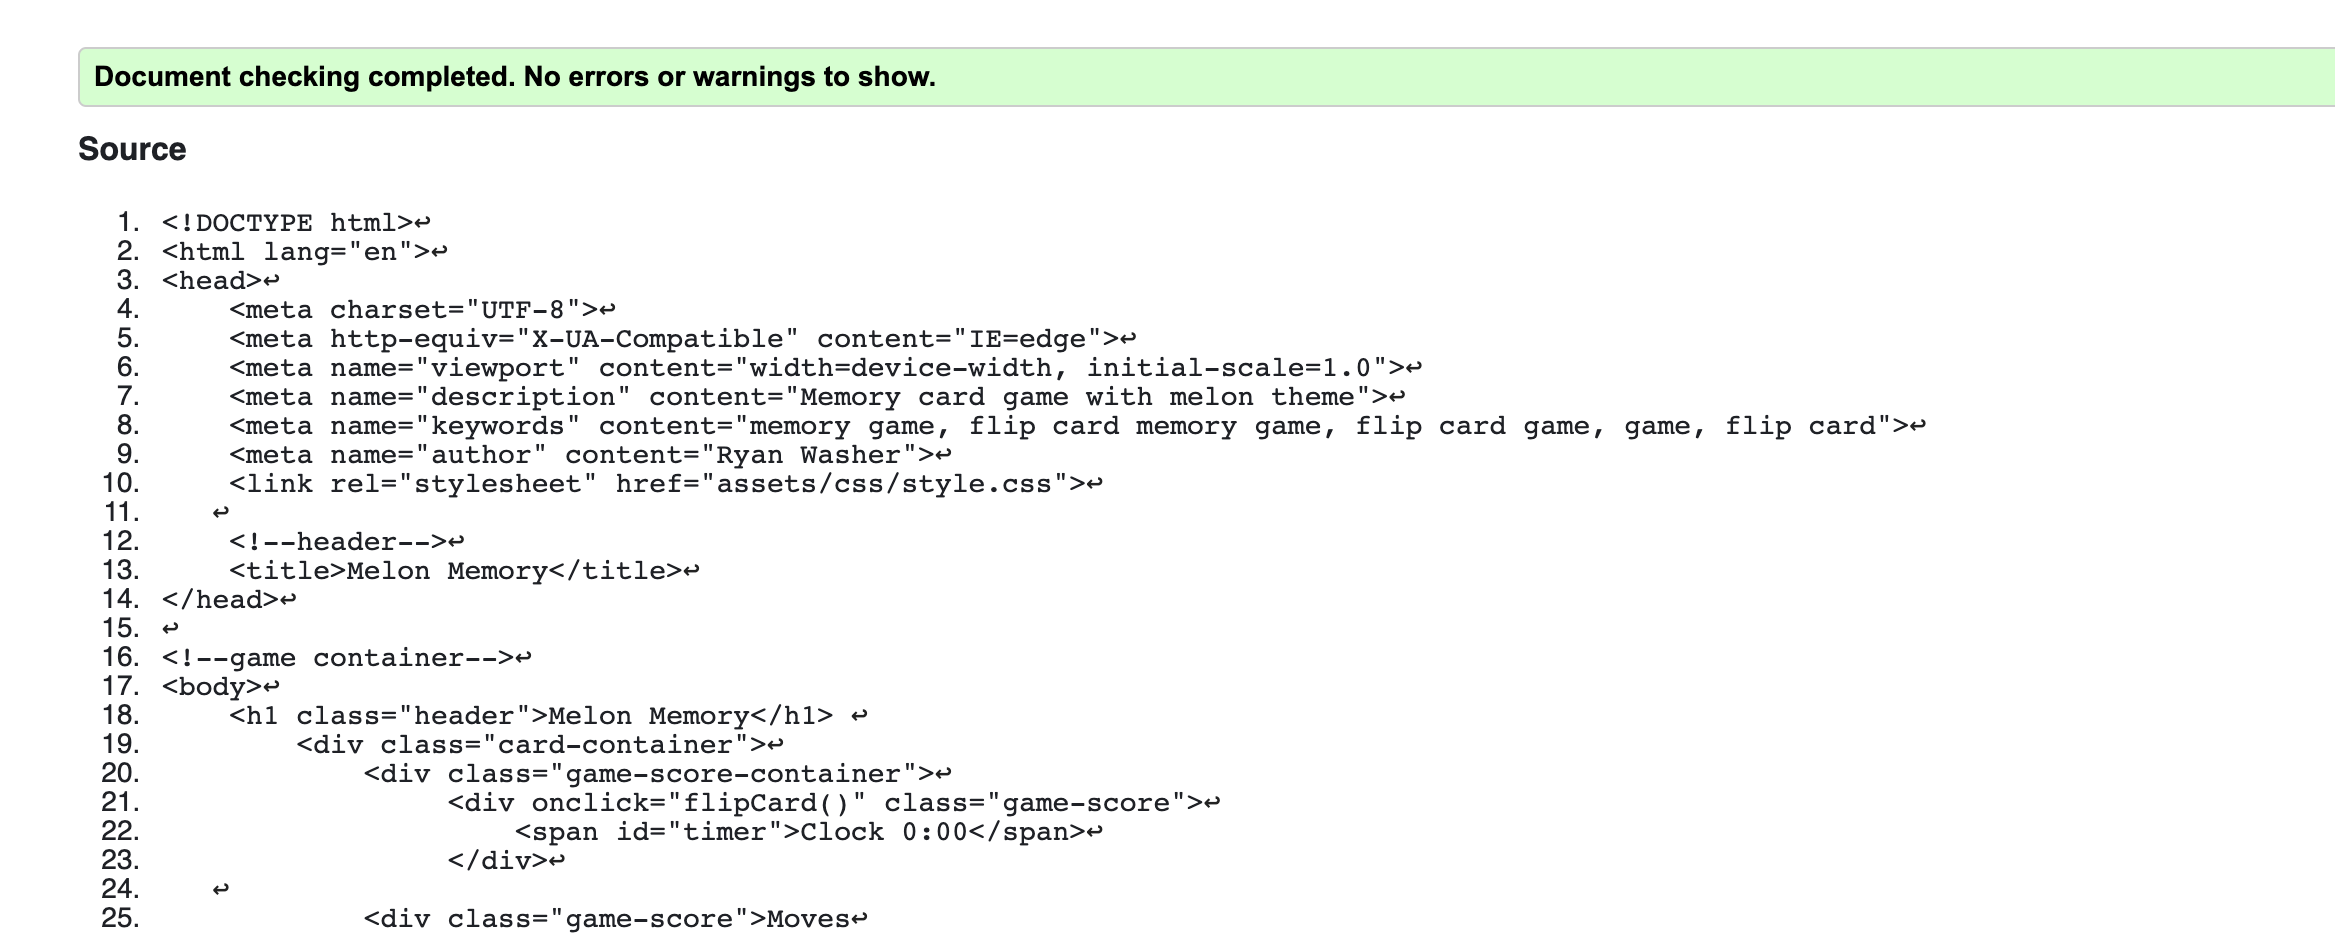 Document checking completed. No errors or warnings to show.
Source
1. <!DOCTYPE html>↩
2. <html lang="en">↩
3. <head>↩
4.     <meta charset="UTF-8">↩
5.     <meta http-equiv="X-UA-Compatible" content="IE=edge">↩
6.     <meta name="viewport" content="width=device-width, initial-scale=1.0">↩
7.     <meta name="description" content="Memory card game with melon theme">↩
8.     <meta name="keywords" content="memory game, flip card memory game, flip card game, game, flip card">↩
9.     <meta name="author" content="Ryan Washer">↩
10.     <link rel="stylesheet" href="assets/css/style.css">↩
11.    ↩
12.     <!--header-->↩
13.     <title>Melon Memory</title>↩
14. </head>↩
15. ↩
16. <!--game container-->↩
17. <body>↩
18.     <h1 class="header">Melon Memory</h1> ↩
19.         <div class="card-container">↩
20.             <div class="game-score-container">↩
21.                  <div onclick="flipCard()" class="game-score">↩
22.                      <span id="timer">Clock 0:00</span>↩
23.                  </div>↩
24.    ↩
25.             <div class="game-score">Moves↩